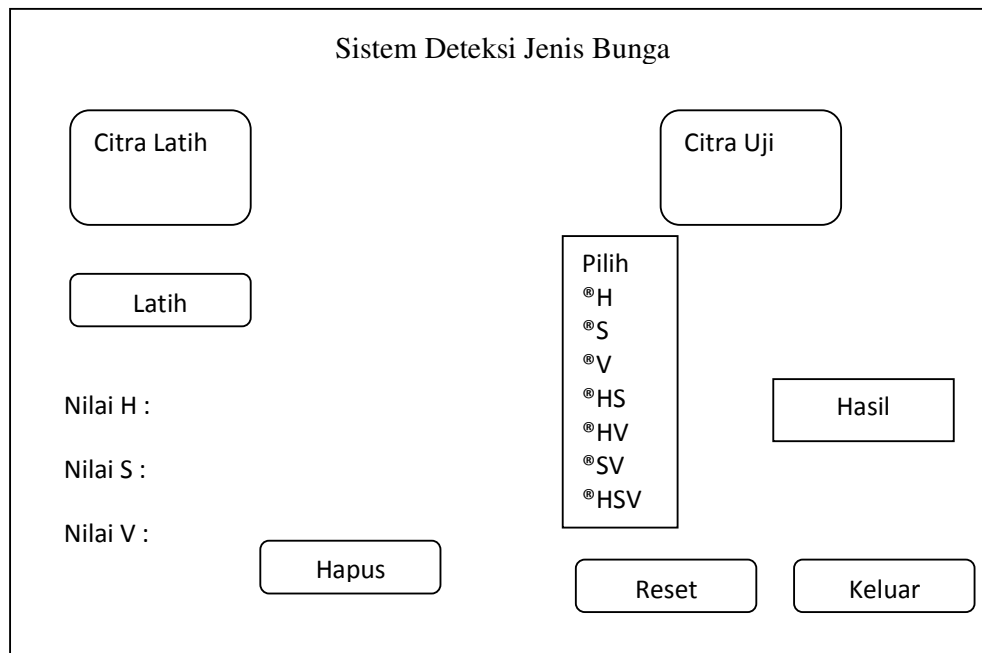 Sistem Deteksi Jenis Bunga
Citra Latih
Citra Uji
Latih
Pilih
®H
®S
®V
®HS
®HV
®SV
®HSV
Nilai H :
Nilai S :
Nilai V :
Hasil
Hapus
Reset
Keluar